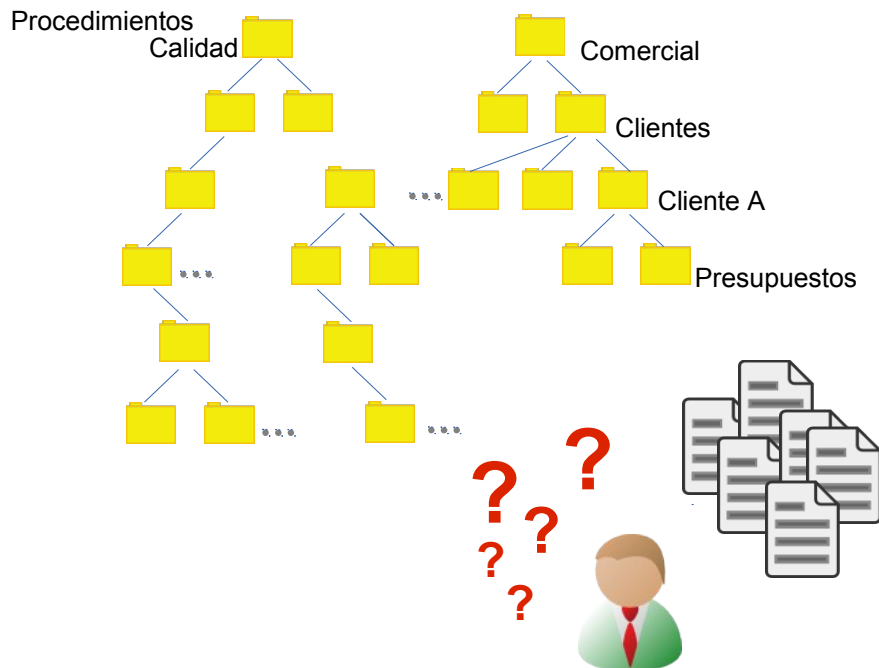 Procedimientos
Calidad
Comercial
Clientes
Cliente A
Presupuestos
? ? ? ? ?